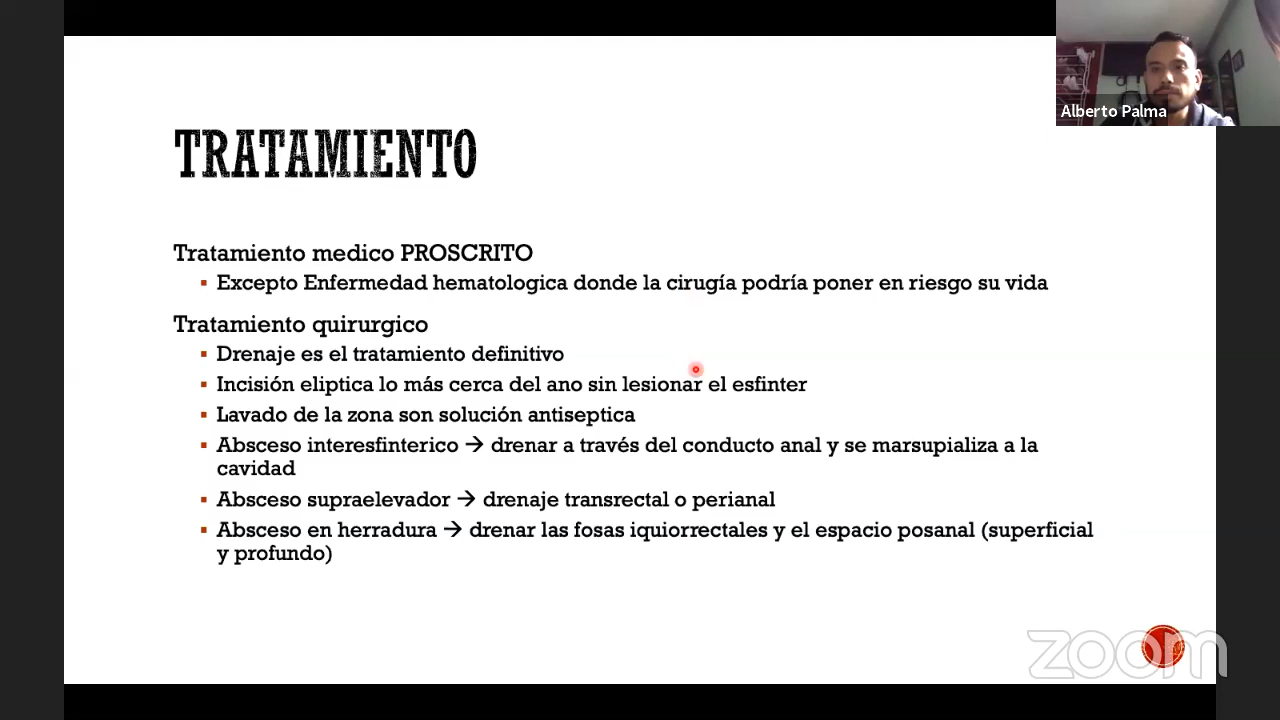 Alberto Palma
TRATAMIENTO
Tratamiento medico PROSCRITO
▪ Excepto Enfermedad hematologica donde la cirugía podría poner en riesgo su vida
Tratamiento quirurgico
▪ Drenaje es el tratamiento definitivo
▪ Incisión eliptica lo más cerca del ano sin lesionar el esfinter
▪ Lavado de la zona son solución antiseptica
▪ Absceso interesfinterico → drenar a través del conducto anal y se marsupializa a la
cavidad
▪ Absceso supraelevador → drenaje transrectal o perianal
▪ Absceso en herradura → drenar las fosas iquiorrectales y el espacio posanal (superficial
y profundo)
zoom